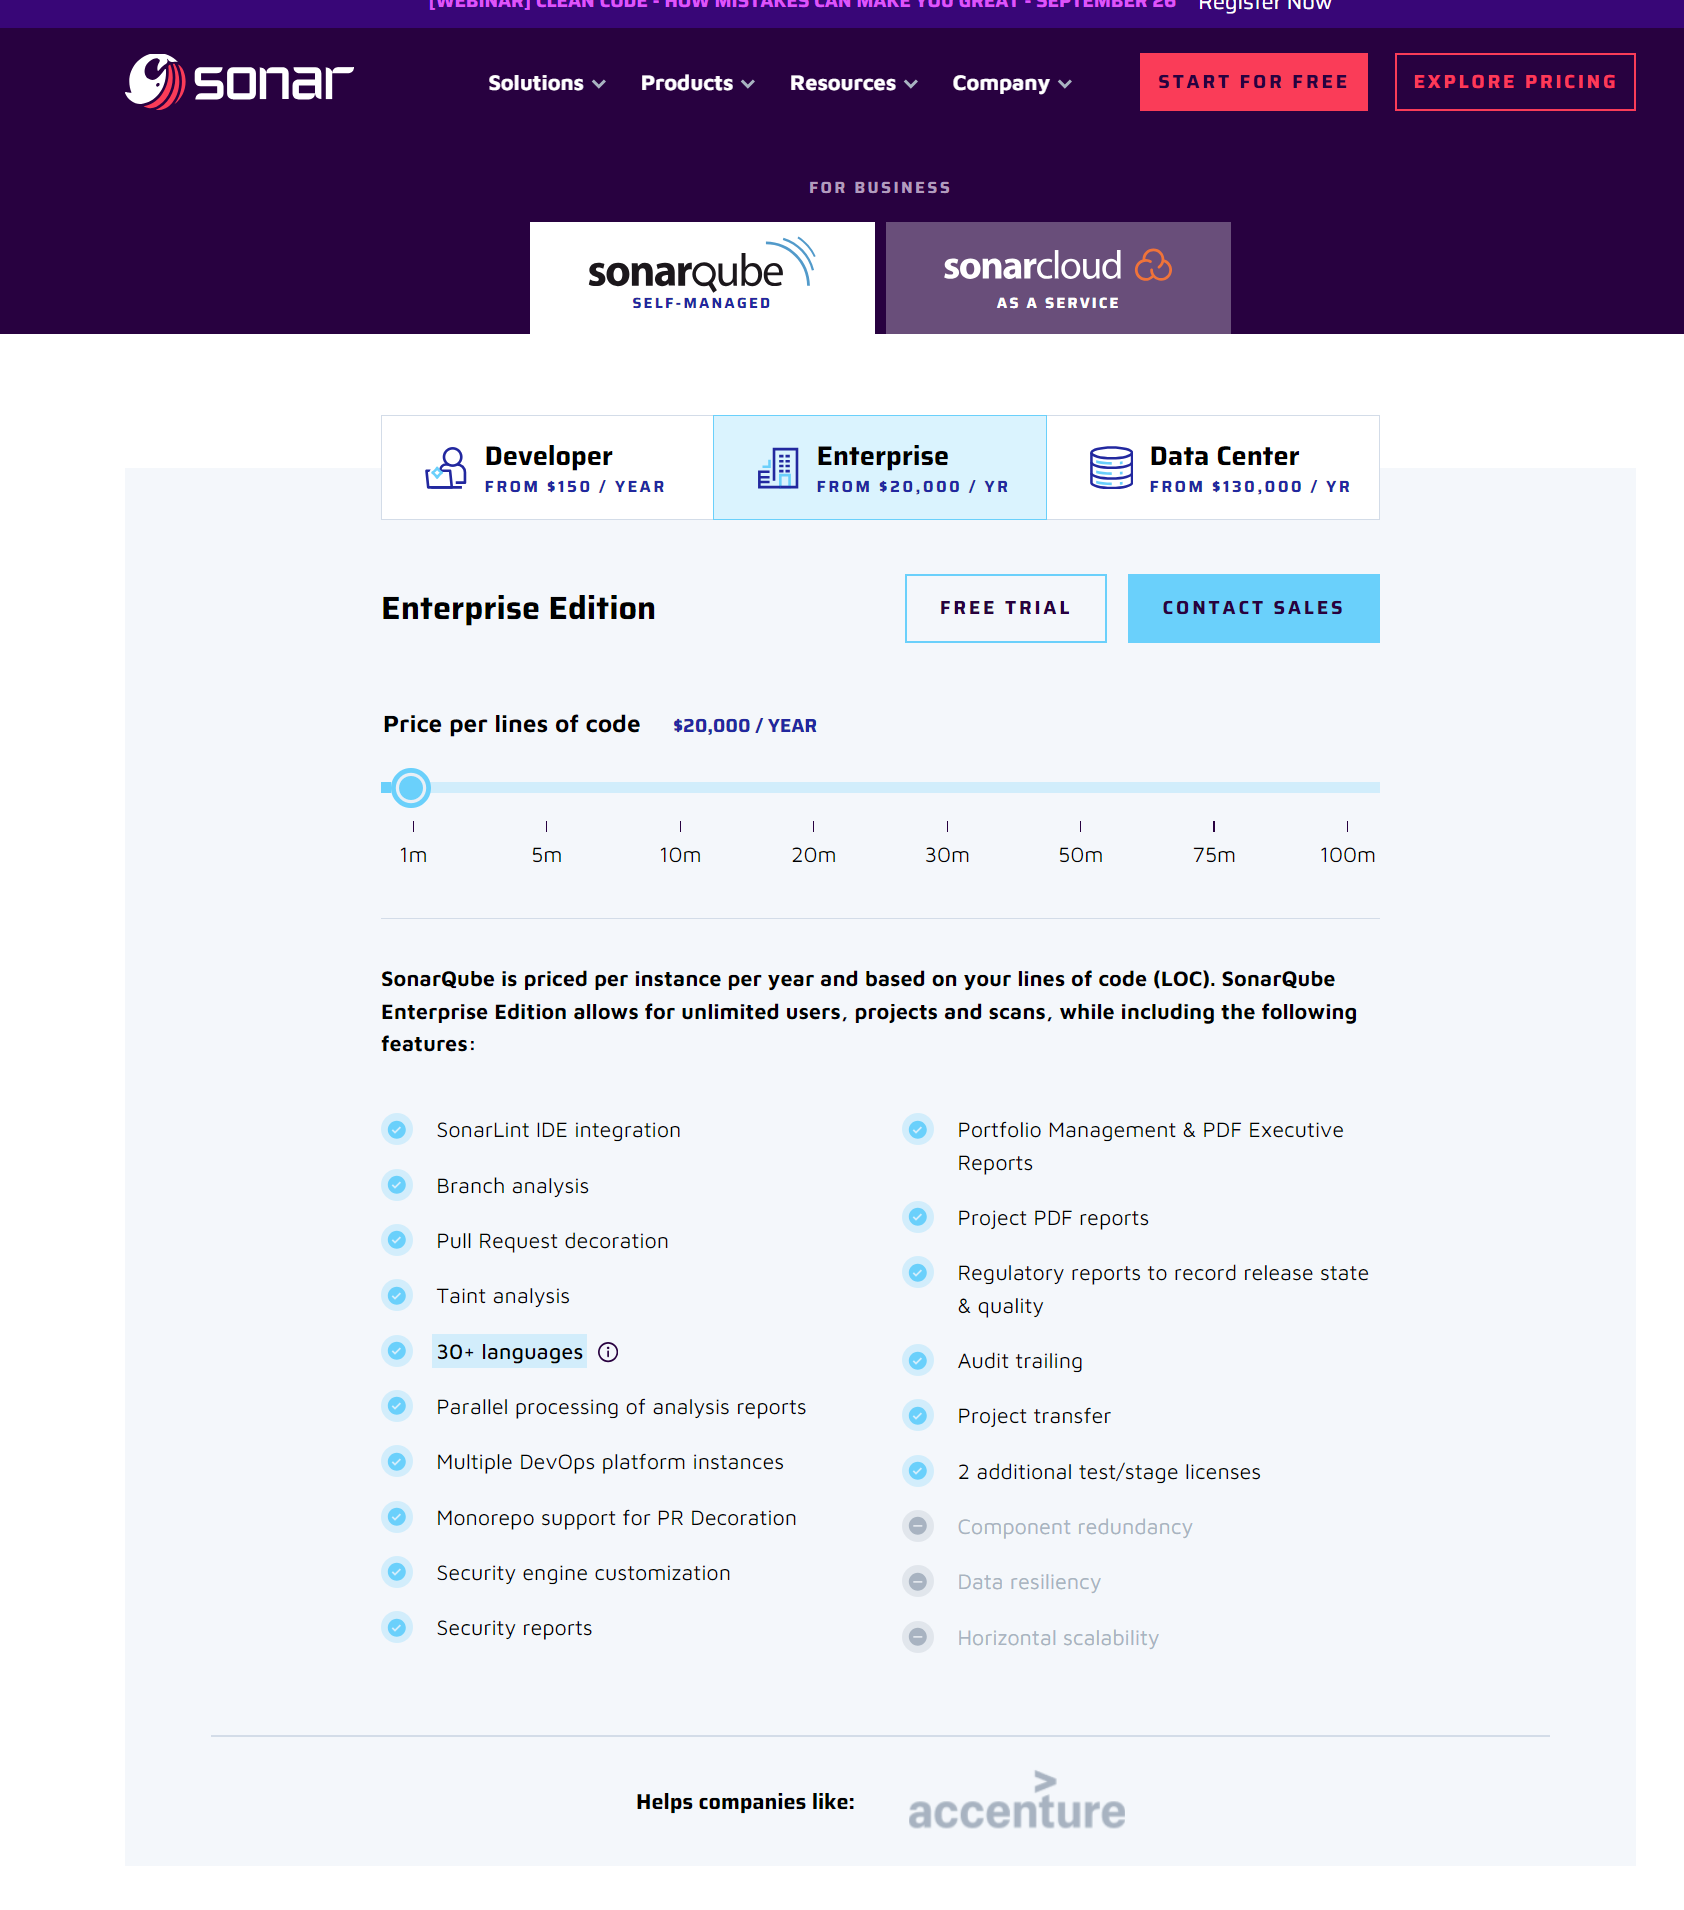 [WEBINAR] CLEAN CODE - HOW MISTAKES CAN MAKE YOU GREAT - SEPTEMBER 26 Register Now
sonar
Solutions
Products
Resources
Company
START FOR FREE
EXPLORE PRICING
FOR BUSINESS
sonarqube
SELF-MANAGED
sonarcloud
AS A SERVICE
Developer
FROM $150 / YEAR
Enterprise
FROM $20,000 / YR
Data Center
FROM $130,000 / YR
Enterprise Edition
FREE TRIAL
CONTACT SALES
Price per lines of code $20,000 / YEAR
1m 5m 10m 20m 30m 50m 75m 100m
SonarQube is priced per instance per year and based on your lines of code (LOC). SonarQube
Enterprise Edition allows for unlimited users, projects and scans, while including the following
features:
SonarLint IDE integration
Branch analysis
Pull Request decoration
Taint analysis
30+ languages
Parallel processing of analysis reports
Multiple DevOps platform instances
Monorepo support for PR Decoration
Security engine customization
Security reports
Portfolio Management & PDF Executive
Reports
Project PDF reports
Regulatory reports to record release state
& quality
Audit trailing
Project transfer
2 additional test/stage licenses
Component redundancy
Data resiliency
Horizontal scalability
Helps companies like:
accenture